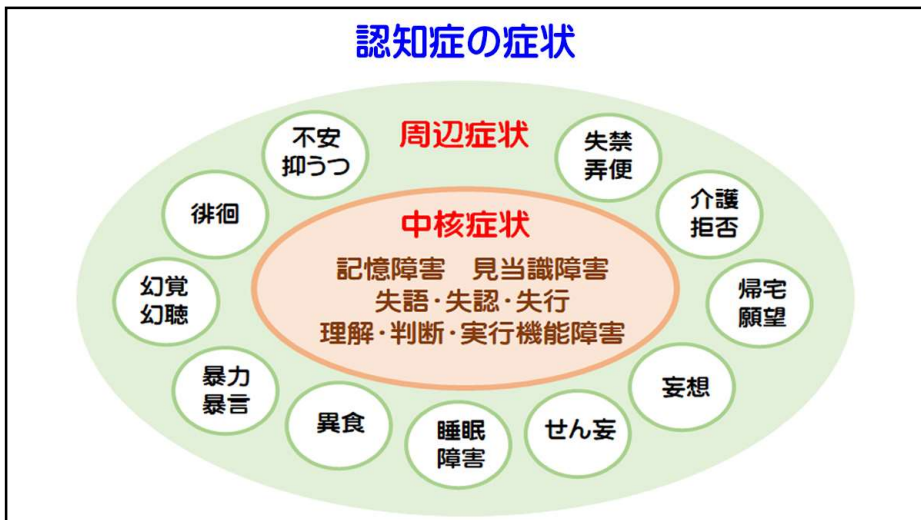 認知症の症状
周辺症状
不安
抑うつ
失禁
弄便
徘徊
介護
拒否
中核症状
記憶障害　見当識障害
失語・失認・失行
理解・判断・実行機能障害
幻覚
幻聴
帰宅
願望
暴力
暴言
妄想
異食
睡眠
障害
せん妄